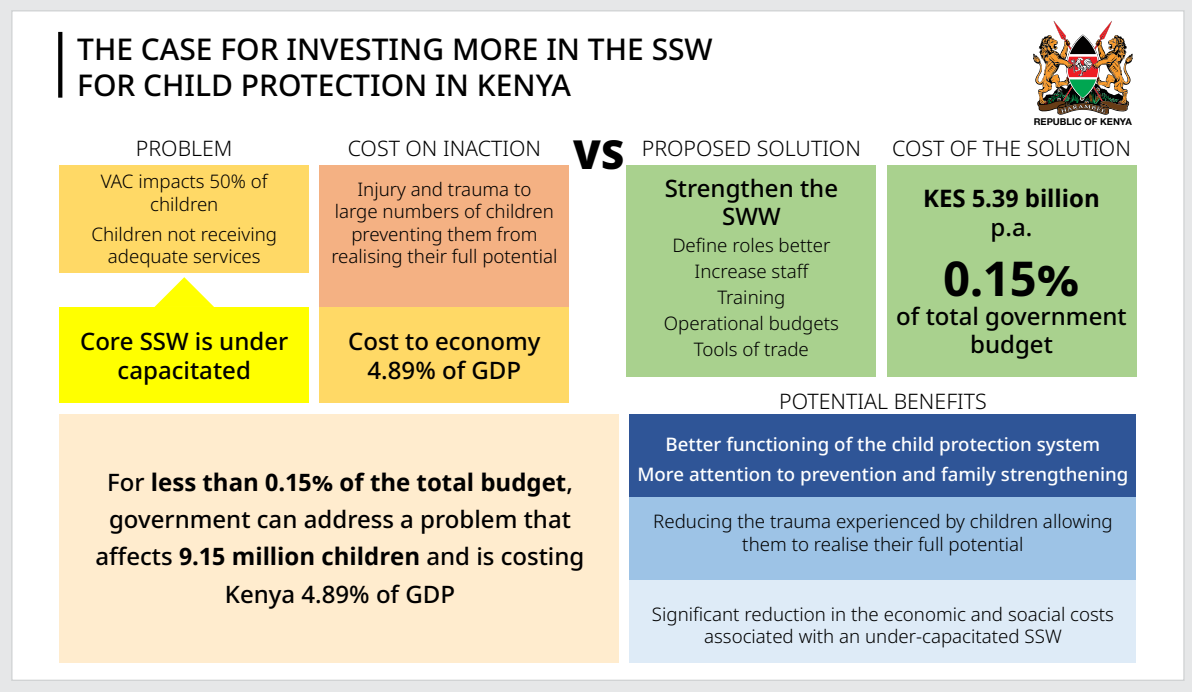 THE CASE FOR INVESTING MORE IN THE SSW
FOR CHILD PROTECTION IN KENYA
HARAMBEE
REPUBLIC OF KENYA
PROBLEM
VAC impacts 50% of
children
Children not receiving
adequate services
Core SSW is under
capacitated
COST ON INACTION
Injury and trauma to
large numbers of children
preventing them from
realising their full potential
Cost to economy
4.89% of GDP
VS
PROPOSED SOLUTION
Strengthen the
SWW
Define roles better
Increase staff
Training
Operational budgets
Tools of trade
COST OF THE SOLUTION
KES 5.39 billion
p.a.
0.15%
of total government
budget
For less than 0.15% of the total budget,
government can address a problem that
affects 9.15 million children and is costing
Kenya 4.89% of GDP
POTENTIAL BENEFITS
Better functioning of the child protection system
More attention to prevention and family strengthening
Reducing the trauma experienced by children allowing
them to realise their full potential
Significant reduction in the economic and soacial costs
associated with an under-capacitated SSW